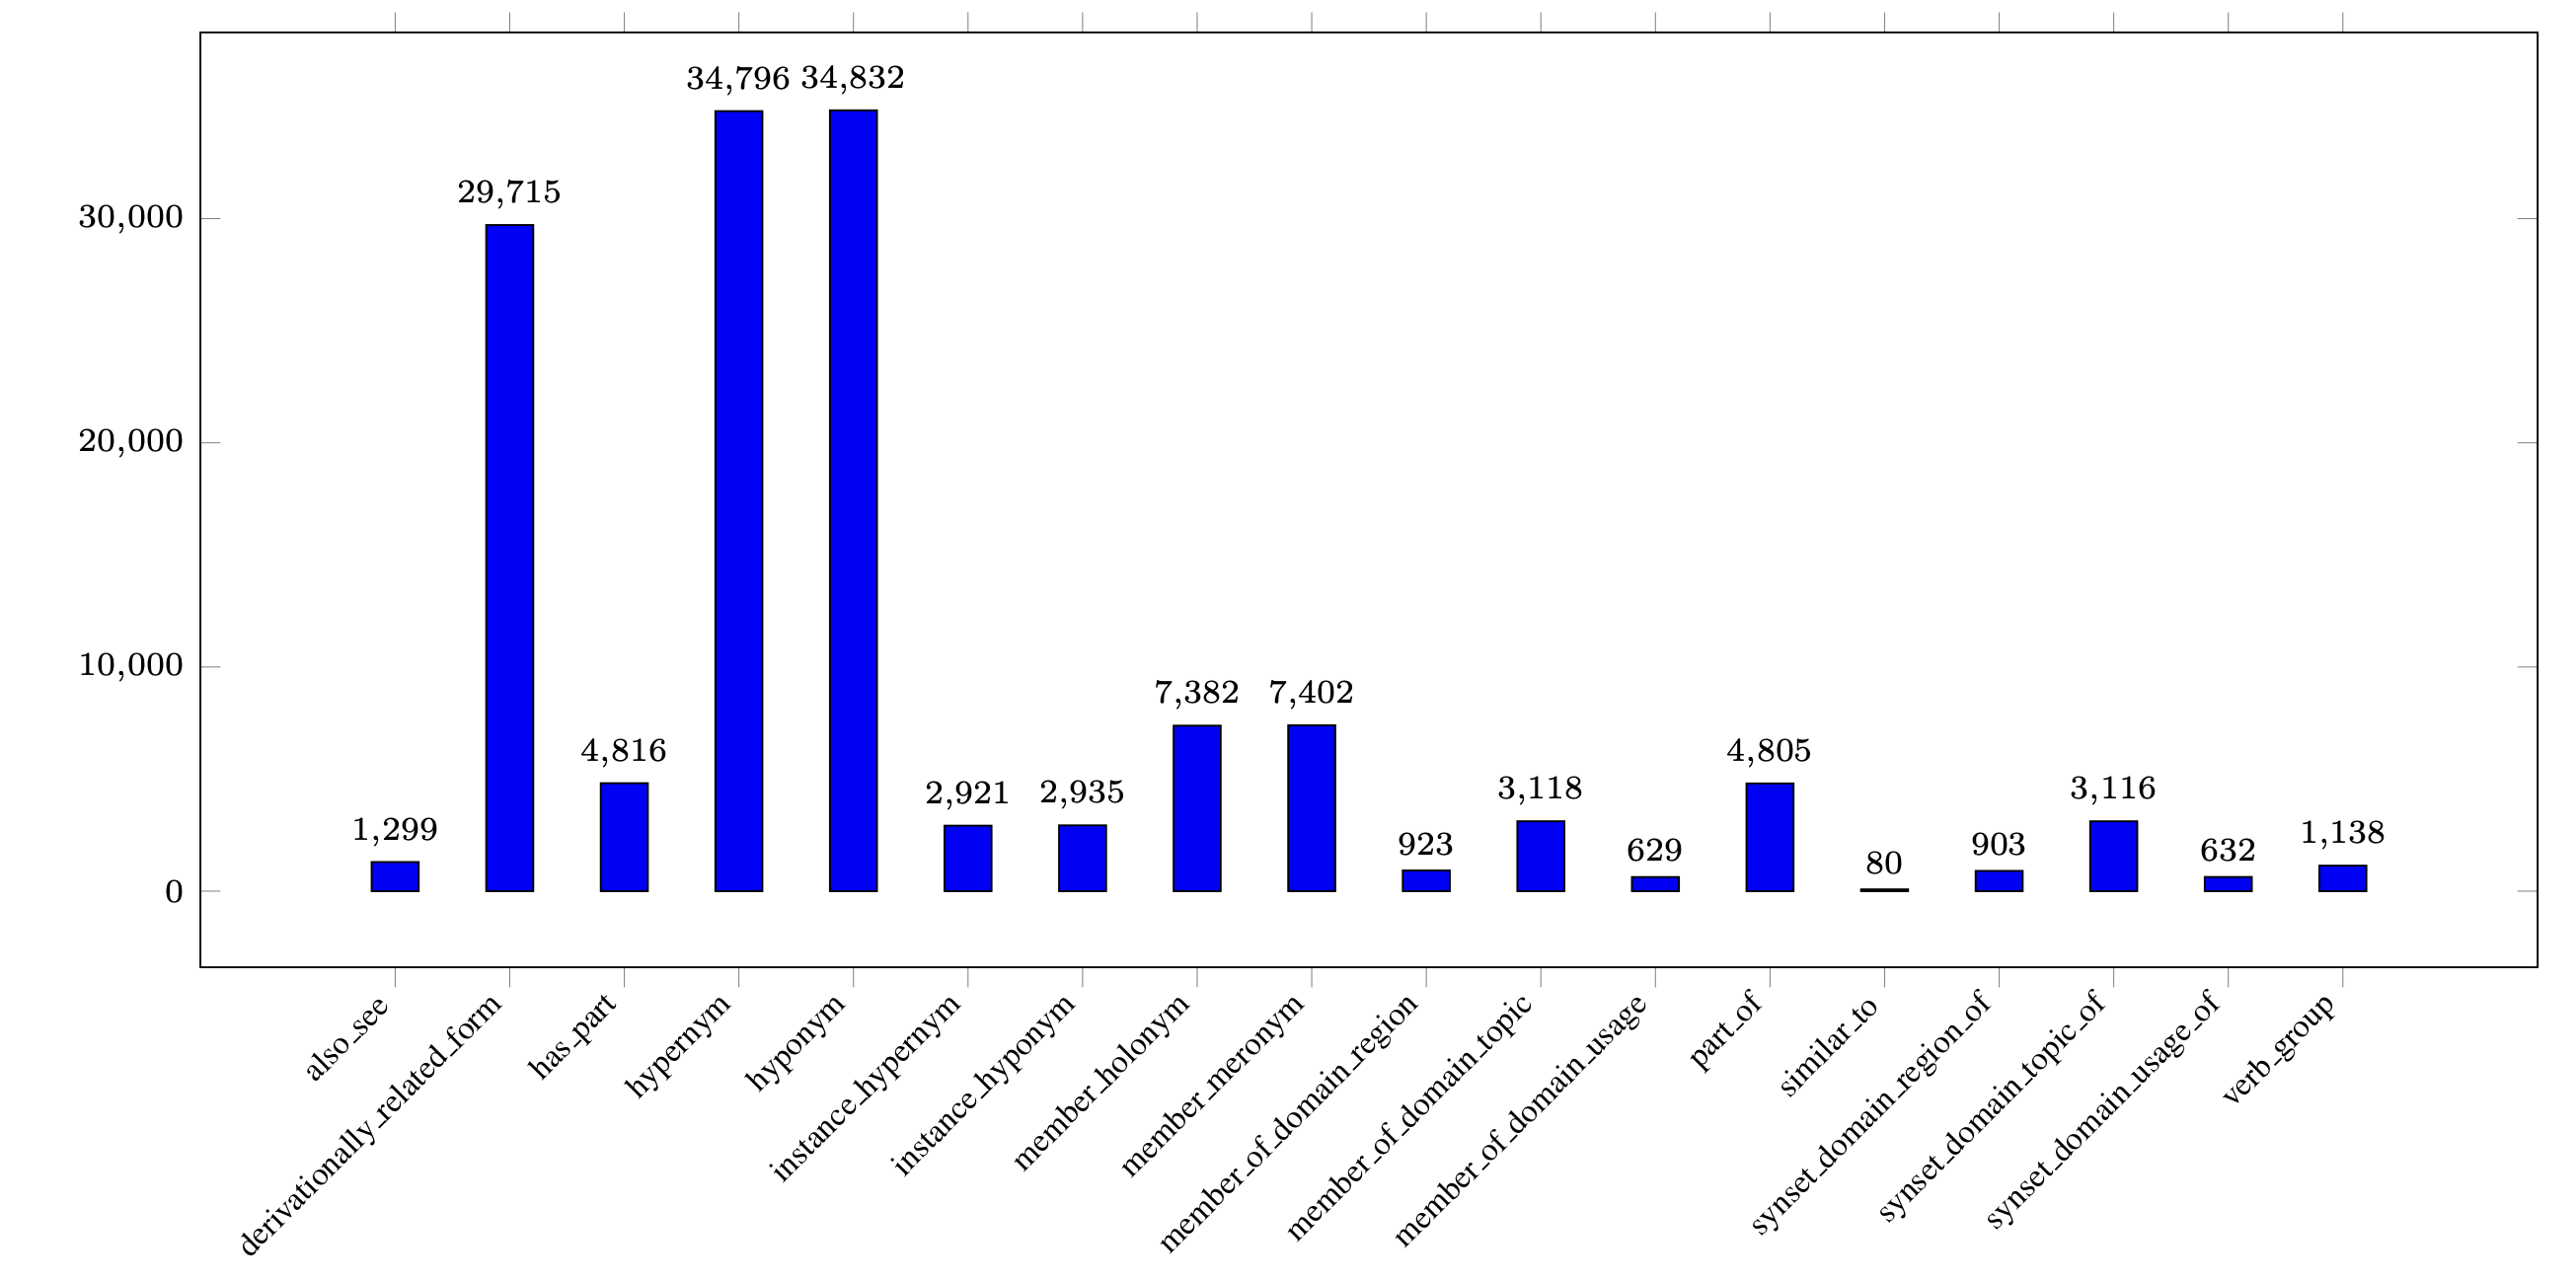 34,796 34,832
29,715
30,000
20,000
10,000
7,382 7,402
4,816
4,805
2,921 2,935
3,118
3,116
1,299
923
629
80
903
632
1,138
0
also_see
derivationally_related_form
has_part
hypernym
hyponym
instance_hypernym
instance_hyponym
member_holonym
member_meronym
member_of_domain_region
member_of_domain_topic
member_of_domain_usage
part_of
similar_to
synset_domain_region_of
synset_domain_topic_of
synset_domain_usage_of
verb_group